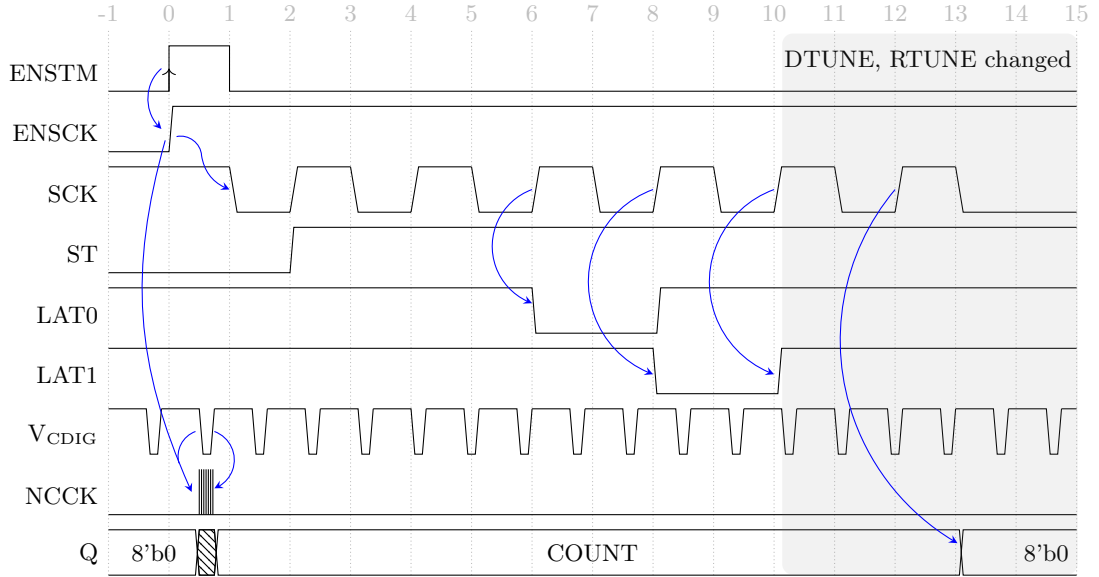 -1 0 1 2 3 4 5 6 7 8 9 10 11 12 13 14 15
DTUNE, RTUNE changed
ENSTM
ENSCK
SCK
ST
LAT0
LAT1
VCDIG
NCCK
Q 8'b0 COUNT 8'b0